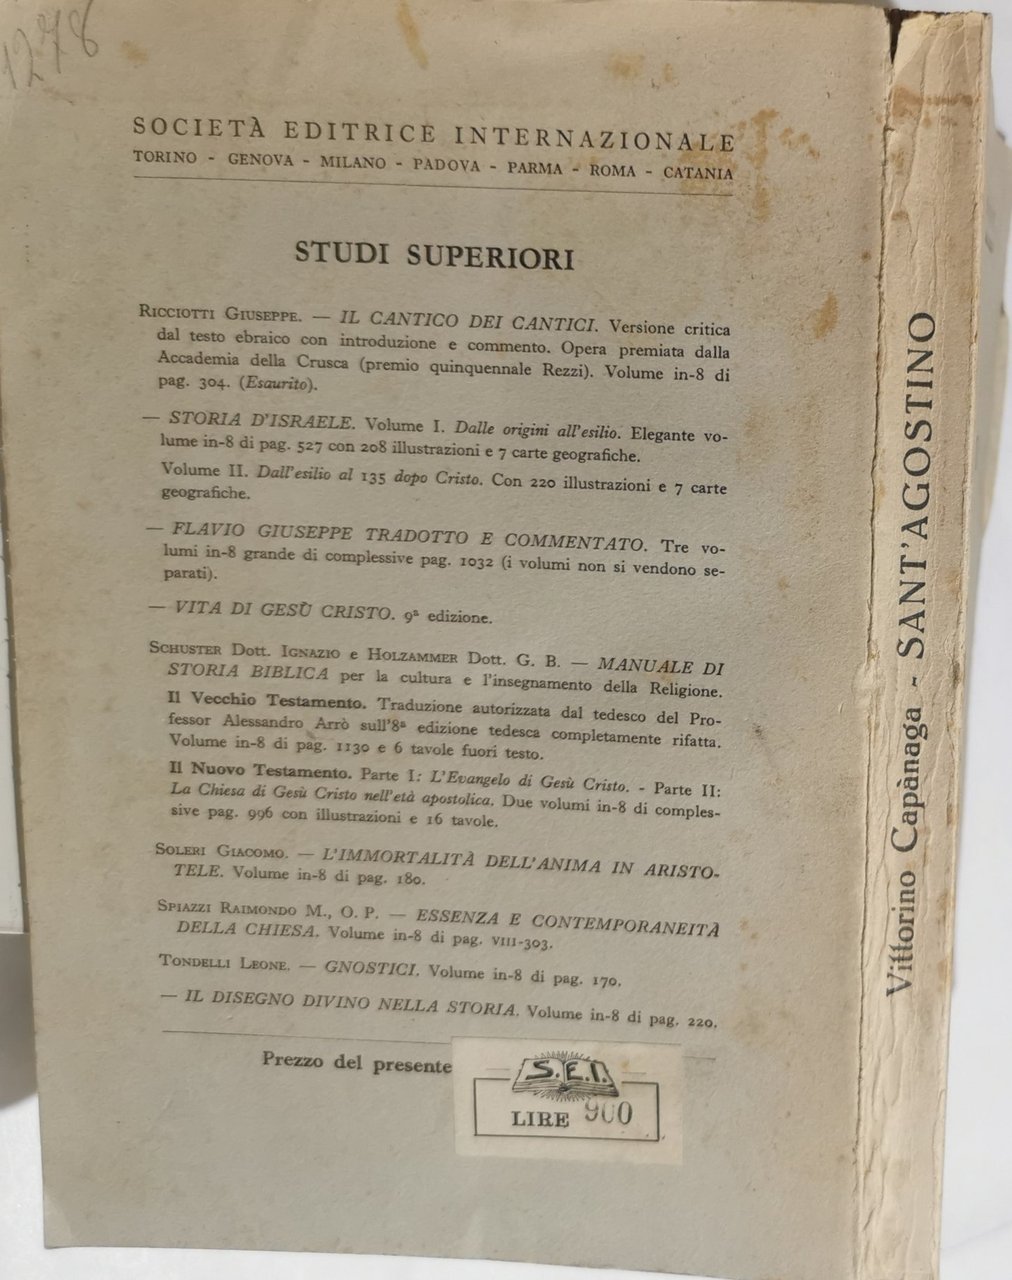 1278
SOCIETÀ EDITRICE INTERNAZIONALE
TORINO - GENOVA - MILANO - PADOVA - PARMA - ROMA - CATANIA
STUDI SUPERIORI
RICCIOTTI GIUSEPPE. — IL CANTICO DEI CANTICI. Versione critica
dal testo ebraico con introduzione e commento. Opera premiata dalla
Accademia della Crusca (premio quinquennale Rezzi). Volume in-8 di
pag. 304. (Esaurito).
— STORIA D'ISRAELE. Volume I. Dalle origini all'esilio. Elegante vo-
lume in-8 di pag. 527 con 208 illustrazioni e 7 carte geografiche.
Volume II. Dall'esilio al 135 dopo Cristo. Con 220 illustrazioni e 7 carte
geografiche.
— FLAVIO GIUSEPPE TRADOTTO E COMMENTATO. Tre vo-
lumi in-8 grande di complessive pag. 1032 (i volumi non si vendono se-
parati).
— VITA DI GESÙ CRISTO. 9ª edizione.
SCHUSTER Dott. IGNAZIO e HOLZAMMER Dott. G. B. — MANUALE DI
STORIA BIBLICA per la cultura e l'insegnamento della Religione.
Il Vecchio Testamento. Traduzione autorizzata dal tedesco del Pro-
fessor Alessandro Arrò sull'8ª edizione tedesca completamente rifatta.
Volume in-8 di pag. 1130 e 6 tavole fuori testo.
Il Nuovo Testamento. Parte I: L'Evangelo di Gesù Cristo. - Parte II:
La Chiesa di Gesù Cristo nell'età apostolica. Due volumi in-8 di comples-
sive pag. 996 con illustrazioni e 16 tavole.
SOLERI GIACOMO. — L'IMMORTALITÀ DELL'ANIMA IN ARISTO-
TELE. Volume in-8 di pag. 180.
SPIAZZI RAIMONDO M., O. P. — ESSENZA E CONTEMPORANEITÀ
DELLA CHIESA. Volume in-8 di pag. VIII-303.
TONDELLI LEONE. — GNOSTICI. Volume in-8 di pag. 170.
— IL DISEGNO DIVINO NELLA STORIA. Volume in-8 di pag. 220.
Prezzo del presente
S.E.I.
LIRE 900
Vittorino Capànaga - SANT'AGOSTINO